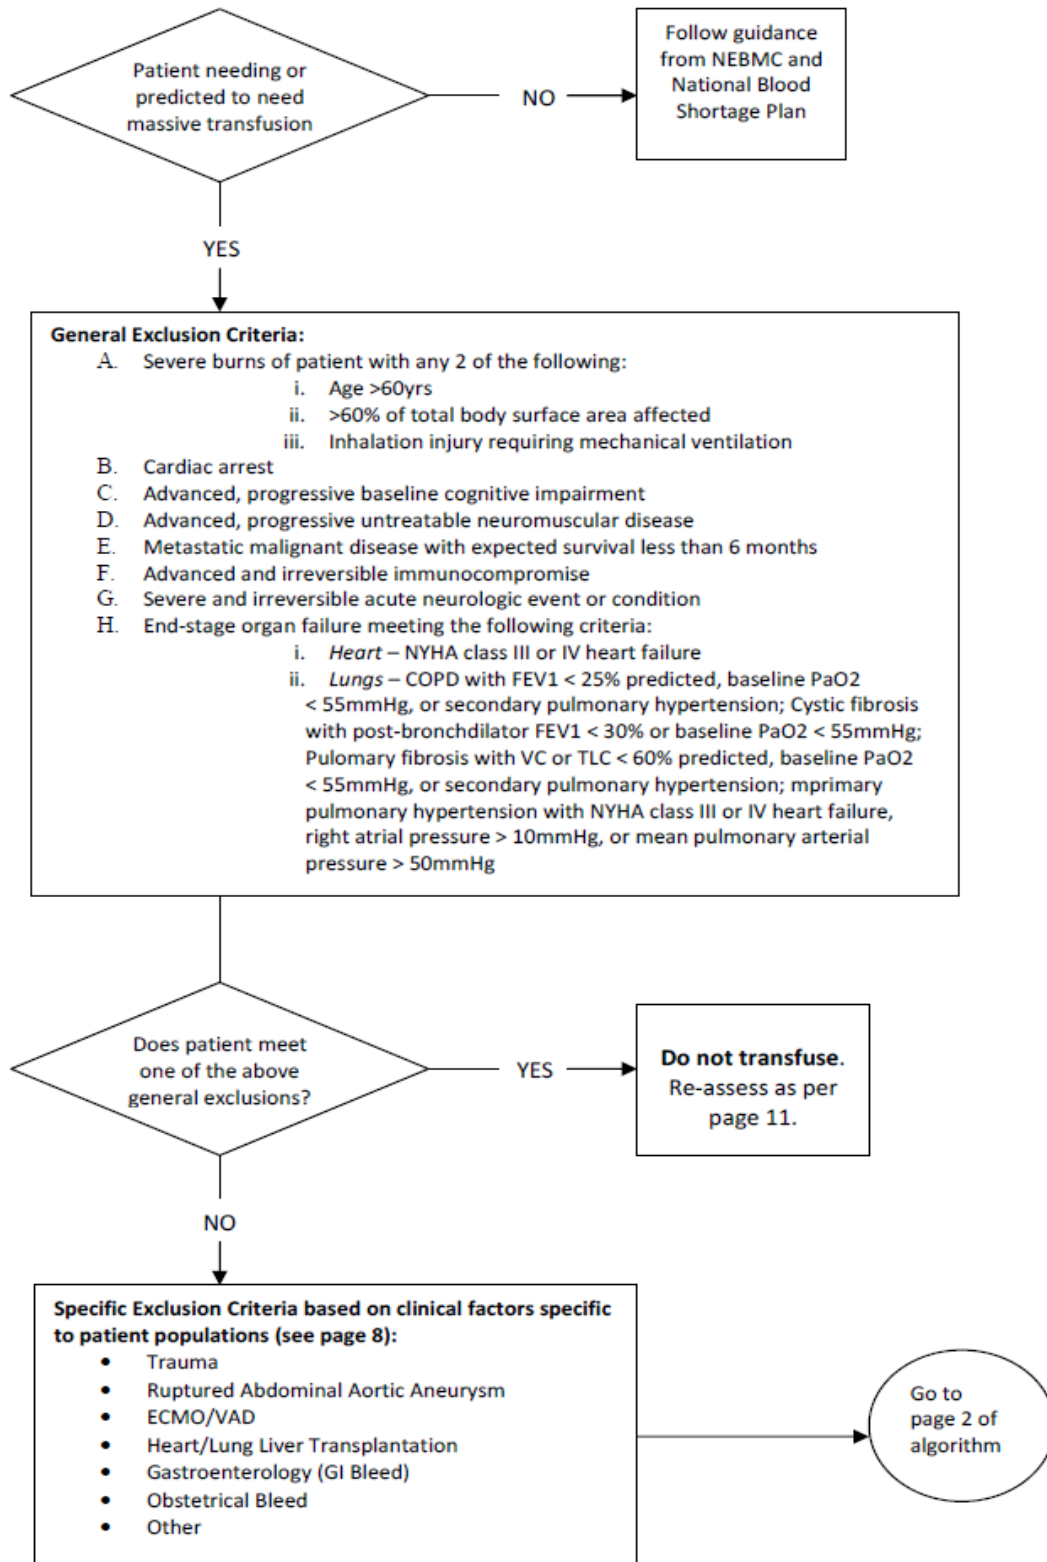 Patient needing or
predicted to need
massive transfusion
NO
Follow guidance
from NEBMC and
National Blood
Shortage Plan
YES
General Exclusion Criteria:
A. Severe burns of patient with any 2 of the following:
i. Age >60yrs
ii. >60% of total body surface area affected
iii. Inhalation injury requiring mechanical ventilation
B. Cardiac arrest
C. Advanced, progressive baseline cognitive impairment
D. Advanced, progressive untreatable neuromuscular disease
E. Metastatic malignant disease with expected survival less than 6 months
F. Advanced and irreversible immunocompromise
G. Severe and irreversible acute neurologic event or condition
H. End-stage organ failure meeting the following criteria:
i. Heart – NYHA class III or IV heart failure
ii. Lungs – COPD with FEV1 < 25% predicted, baseline PaO2
< 55mmHg, or secondary pulmonary hypertension; Cystic fibrosis
with post-bronchdilator FEV1 < 30% or baseline PaO2 < 55mmHg;
Pulomary fibrosis with VC or TLC < 60% predicted, baseline PaO2
< 55mmHg, or secondary pulmonary hypertension; mprimary
pulmonary hypertension with NYHA class III or IV heart failure,
right atrial pressure > 10mmHg, or mean pulmonary arterial
pressure > 50mmHg
Does patient meet
one of the above
general exclusions?
YES
Do not transfuse.
Re-assess as per
page 11.
NO
Specific Exclusion Criteria based on clinical factors specific
to patient populations (see page 8):
• Trauma
• Ruptured Abdominal Aortic Aneurysm
• ECMO/VAD
• Heart/Lung Liver Transplantation
• Gastroenterology (GI Bleed)
• Obstetrical Bleed
• Other
Go to
page 2 of
algorithm